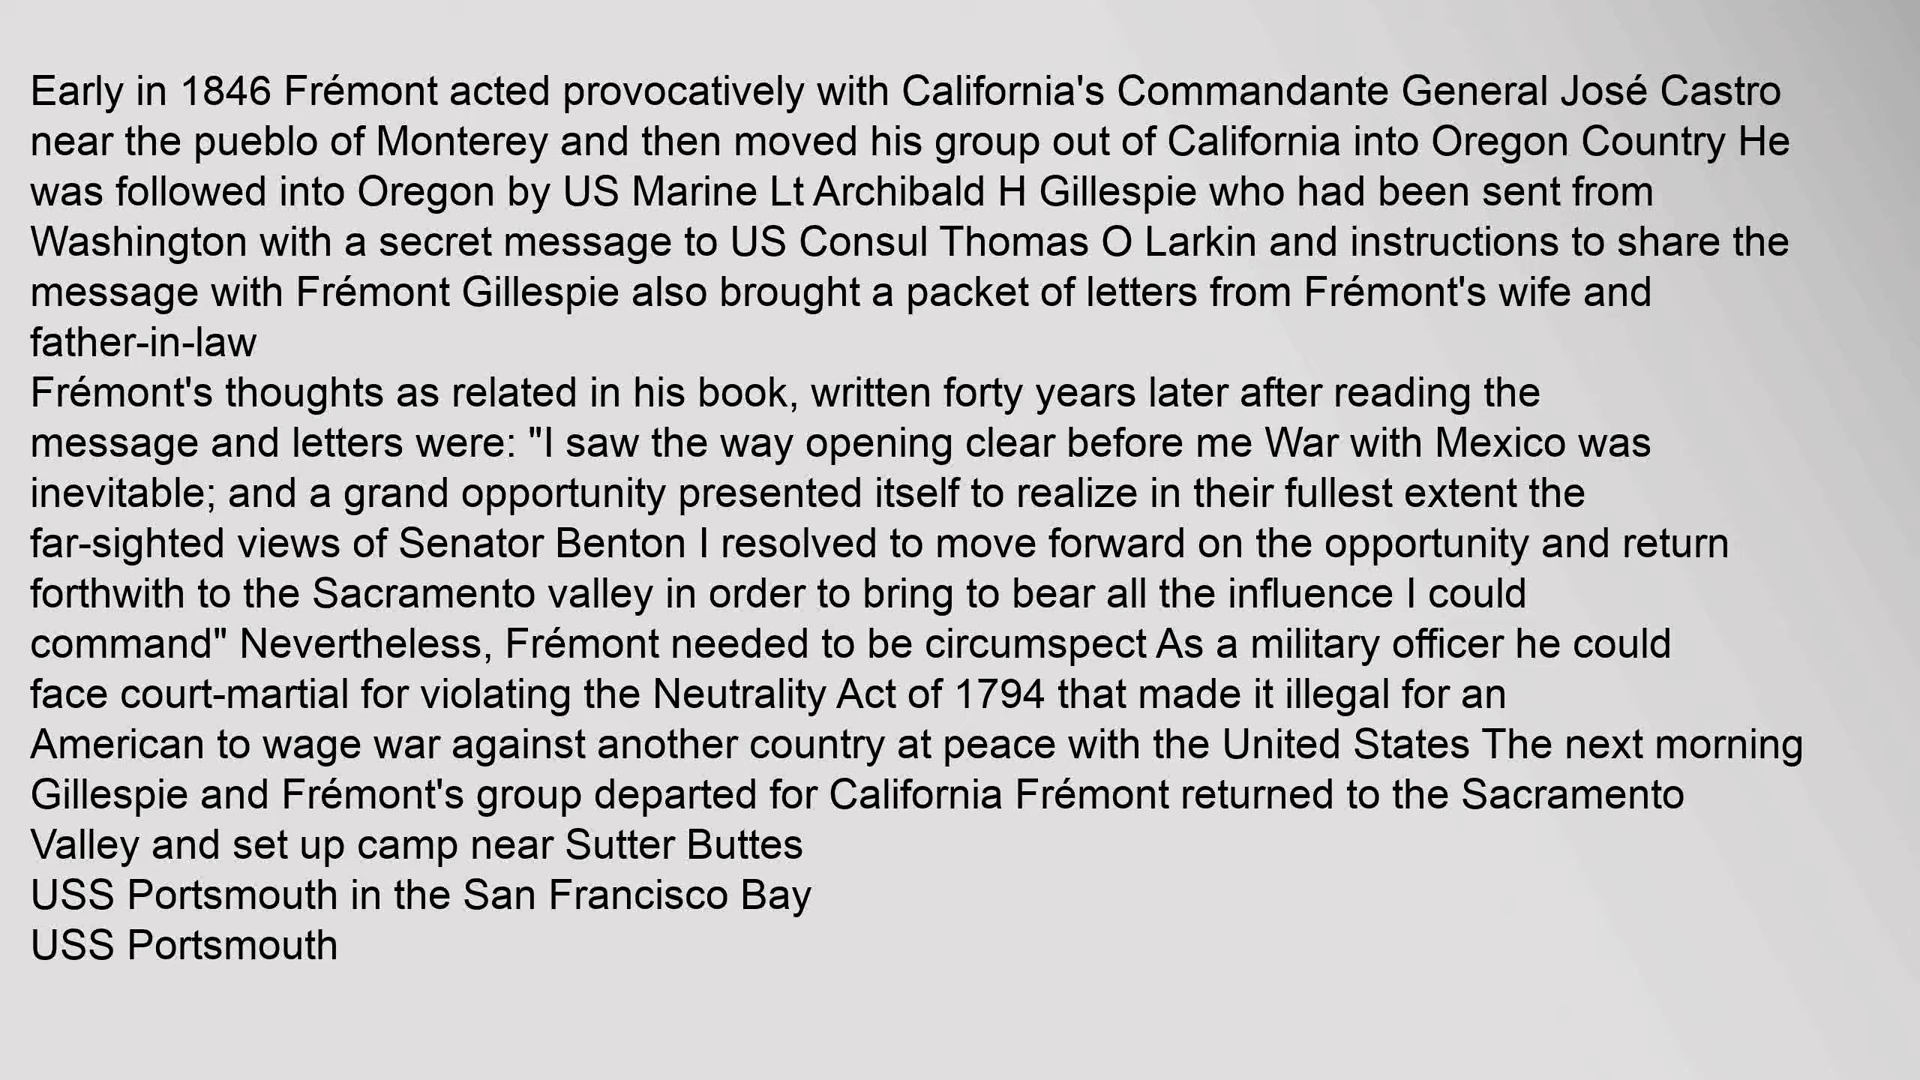 Early in 1846 Frémont acted provocatively with California's Commandante General José Castro
near the pueblo of Monterey and then moved his group out of California into Oregon Country He
was followed into Oregon by US Marine Lt Archibald H Gillespie who had been sent from
Washington with a secret message to US Consul Thomas O Larkin and instructions to share the
message with Frémont Gillespie also brought a packet of letters from Frémont's wife and
father-in-law
Frémont's thoughts as related in his book, written forty years later after reading the
message and letters were: "I saw the way opening clear before me War with Mexico was
inevitable; and a grand opportunity presented itself to realize in their fullest extent the
far-sighted views of Senator Benton I resolved to move forward on the opportunity and return
forthwith to the Sacramento valley in order to bring to bear all the influence I could
command" Nevertheless, Frémont needed to be circumspect As a military officer he could
face court-martial for violating the Neutrality Act of 1794 that made it illegal for an
American to wage war against another country at peace with the United States The next morning
Gillespie and Frémont's group departed for California Frémont returned to the Sacramento
Valley and set up camp near Sutter Buttes
USS Portsmouth in the San Francisco Bay
USS Portsmouth